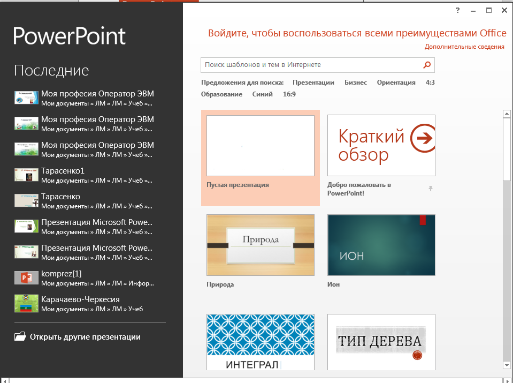 PowerPoint
Последние
Моя професия Оператор ЭВМ
Мои документы » ЛМ » ЛМ » Учеб »...
Моя професия Оператор ЭВМ
Мои документы » ЛМ » ЛМ » Учеб »...
Моя професия Оператор ЭВМ
Мои документы » ЛМ » ЛМ » Учеб »...
Тарасенко1
Мои документы » ЛМ » ЛМ » Учеб »...
Тарасенко
Мои документы » ЛМ » ЛМ » Учеб »...
Презентация Microsoft Powe...
Мои документы » ЛМ » ЛМ » Учеб »...
Презентация Microsoft Powe...
Мои документы » ЛМ » ЛМ » Учеб »...
komprez[1]
Мои документы » ЛМ » ЛМ » Инфор...
Карачаево-Черкесия
Мои документы » ЛМ » ЛМ » Учеб
Открыть другие презентации
?
Войдите, чтобы воспользоваться всеми преимуществами Office
Дополнительные сведения
Поиск шаблонов и тем в Интернете
Предложения для поиска: Презентации Бизнес Ориентация 4:3
Образование Синий 16:9
Пустая презентация
Краткий
обзор
Добро пожаловать в
PowerPoint!
Природа
Природа
ИОН
Ион
ИНТЕГРАЛ
ТИП ДЕРЕВА